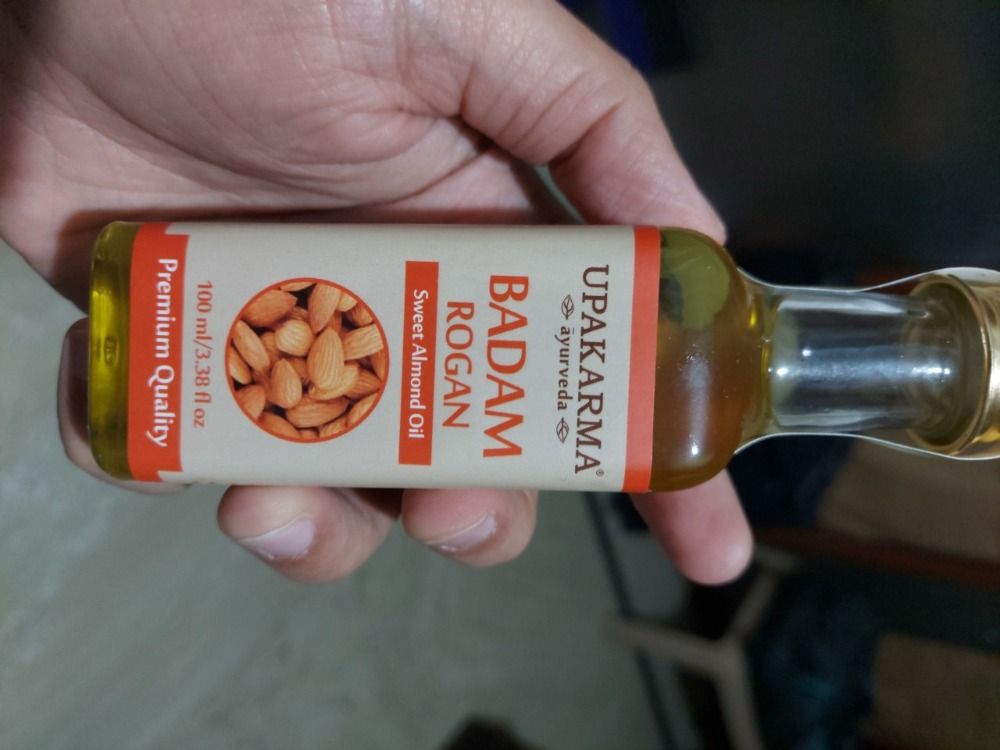 UPAKARMA®
āyurveda
BADAM
ROGAN
Sweet Almond Oil
100 ml/3.38 fl oz
Premium Quality